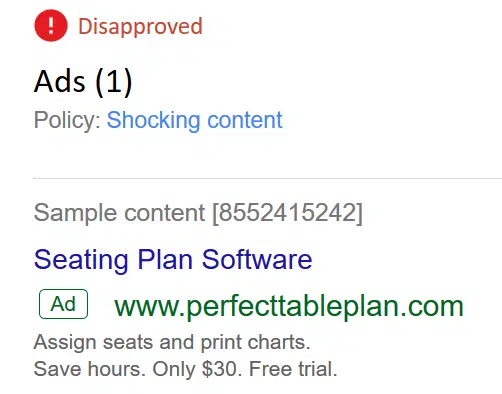 Disapproved
Ads (1)
Policy: Shocking content
Sample content [8552415242]
Seating Plan Software
Ad www.perfecttableplan.com
Assign seats and print charts.
Save hours. Only $30. Free trial.